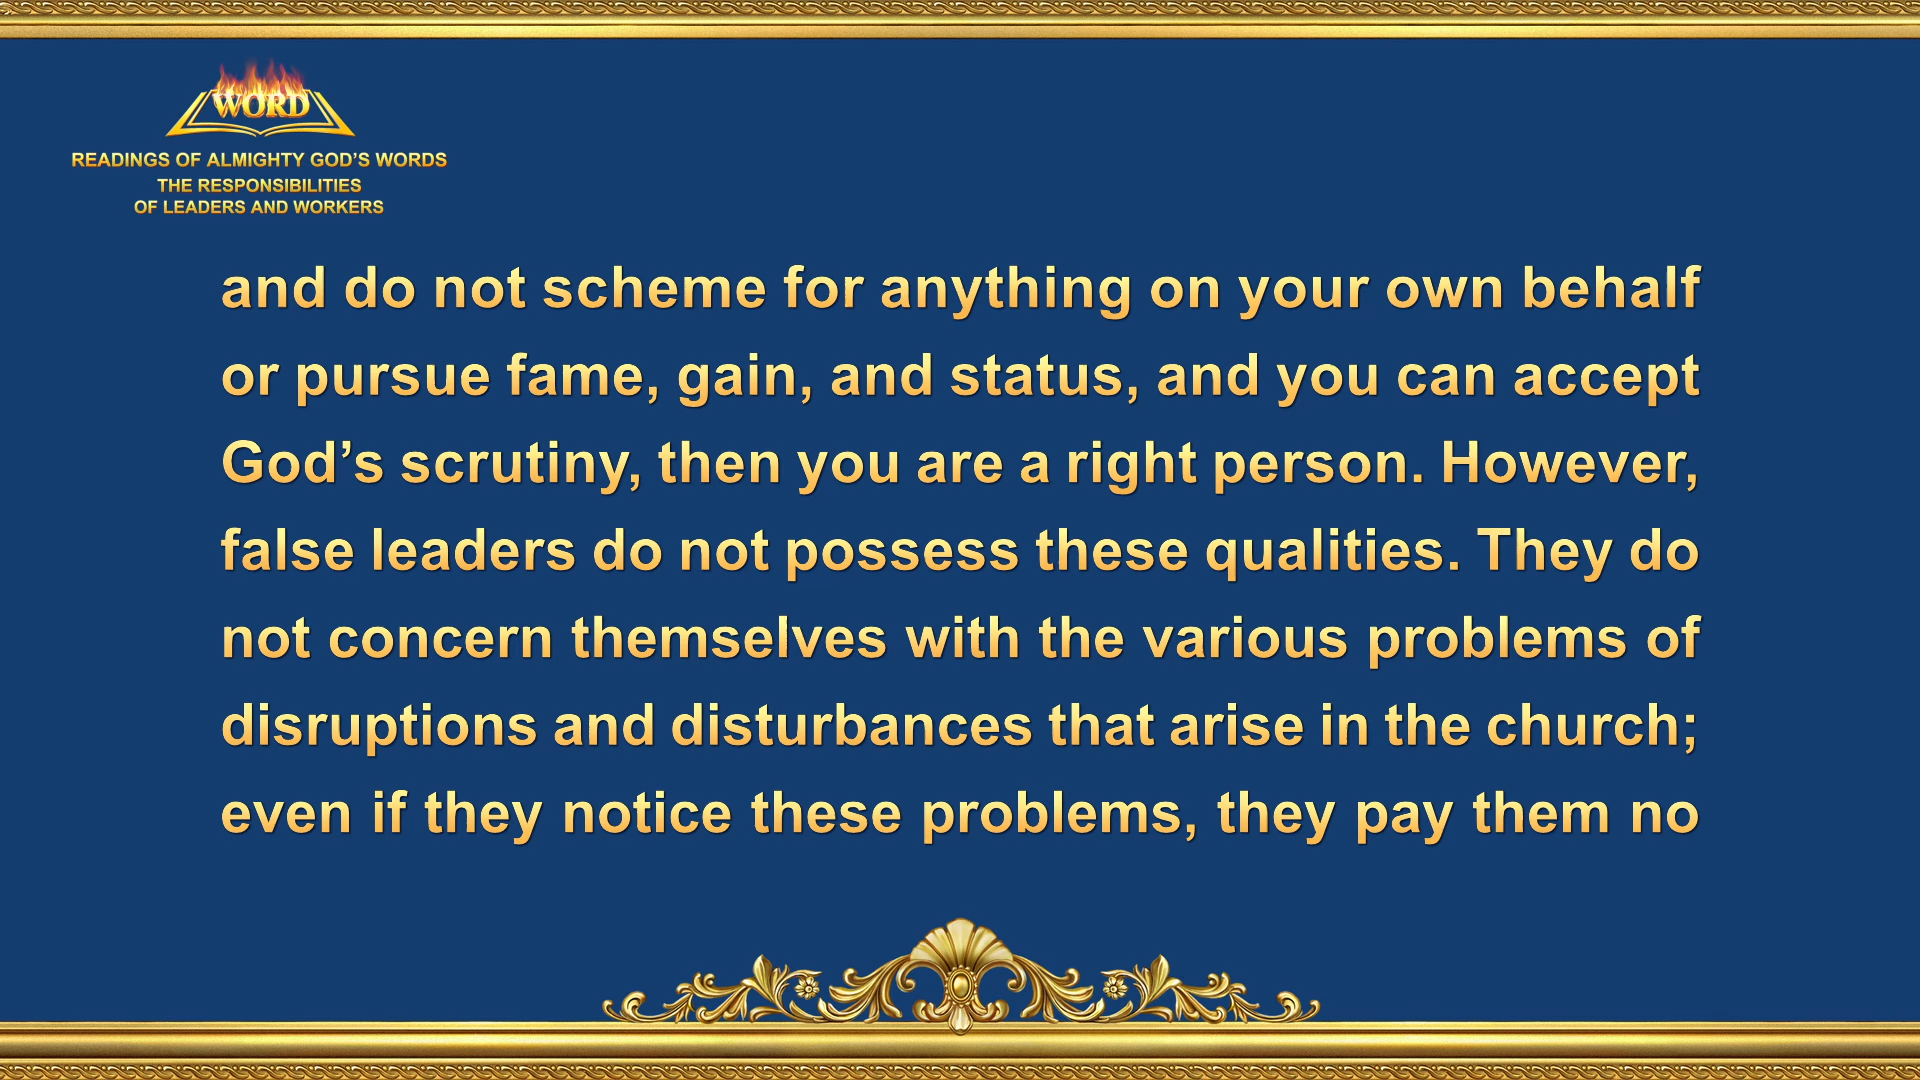 WORD
READINGS OF ALMIGHTY GOD’S WORDS
THE RESPONSIBILITIES
OF LEADERS AND WORKERS
and do not scheme for anything on your own behalf
or pursue fame, gain, and status, and you can accept
God’s scrutiny, then you are a right person. However,
false leaders do not possess these qualities. They do
not concern themselves with the various problems of
disruptions and disturbances that arise in the church;
even if they notice these problems, they pay them no